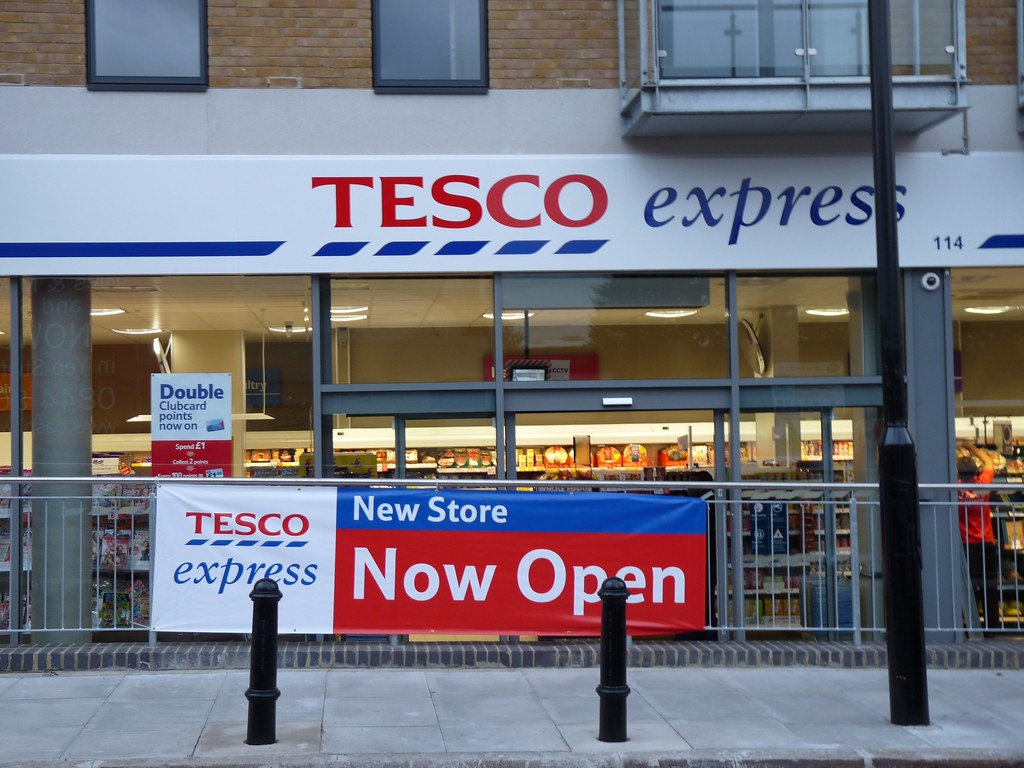 TESCO express
114
CCTV
Double
Clubcard
points
now on
Spend £1
Collect 2 points
TESCO
express
New Store
Now Open